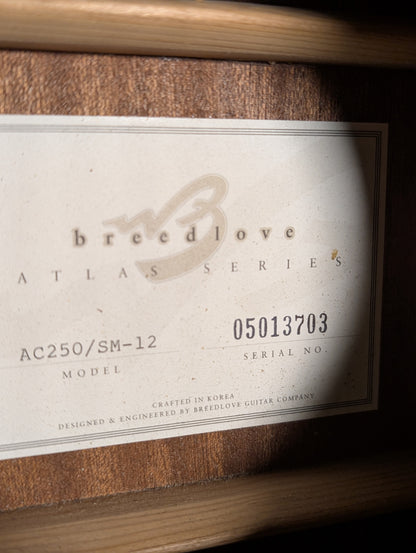 breedlove
ATLAS SERIES
AC250/SM-12
MODEL
05013703
SERIAL NO.
CRAFTED IN KOREA
DESIGNED & ENGINEERED BY BREEDLOVE GUITAR COMPANY